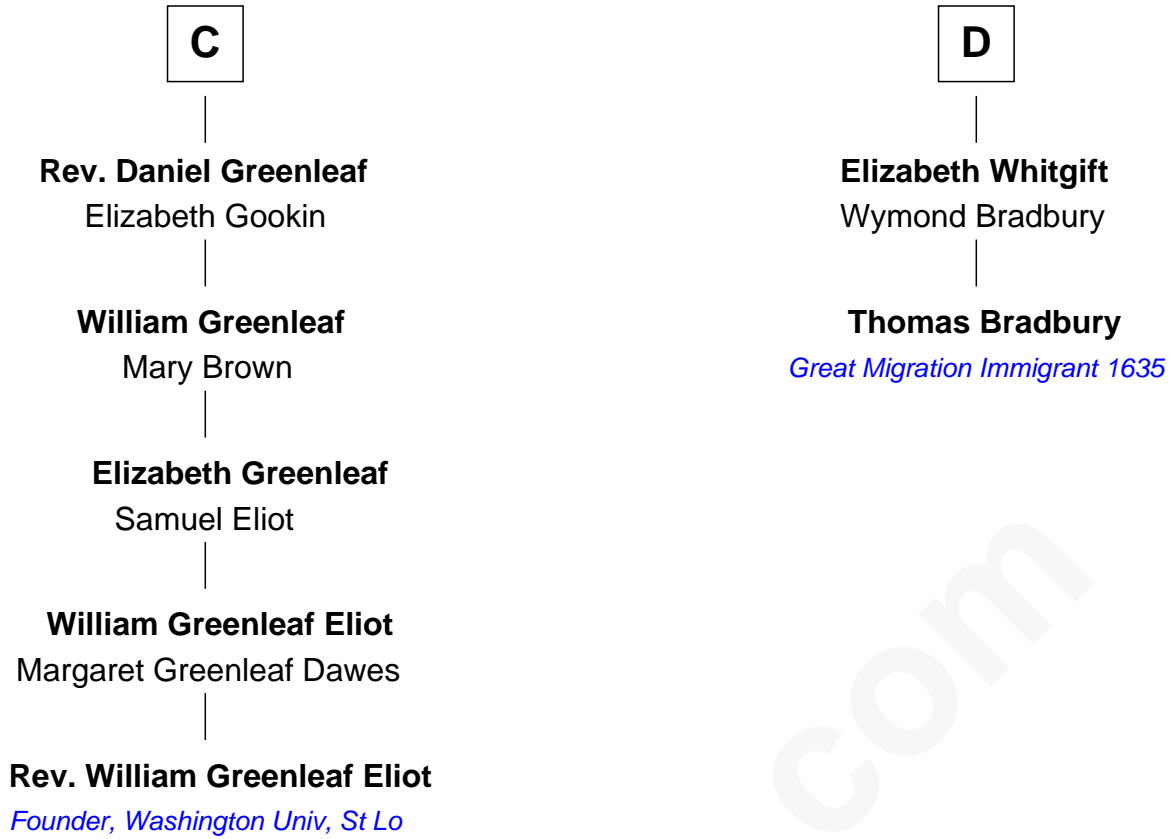 C
Rev. Daniel Greenleaf
Elizabeth Gookin
William Greenleaf
Mary Brown
Elizabeth Greenleaf
Samuel Eliot
William Greenleaf Eliot
Margaret Greenleaf Dawes
Rev. William Greenleaf Eliot
Founder, Washington Univ, St Lo
D
Elizabeth Whitgift
Wymond Bradbury
Thomas Bradbury
Great Migration Immigrant 1635
com